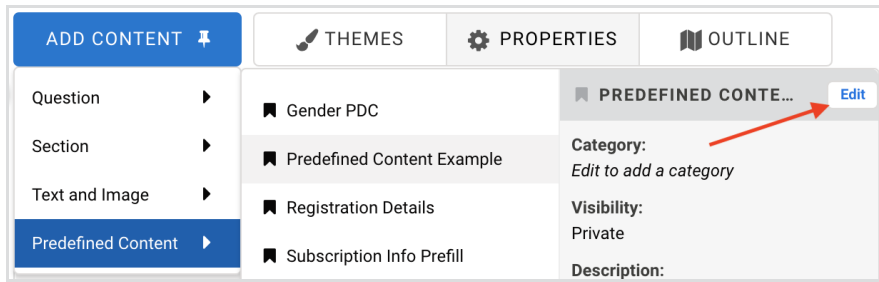 ADD CONTENT
THEMES
PROPERTIES
OUTLINE
Question
Section
Text and Image
Predefined Content
Gender PDC
Predefined Content Example
Registration Details
Subscription Info Prefill
PREDEFINED CONTE...
Edit
Category:
Edit to add a category
Visibility:
Private
Description: